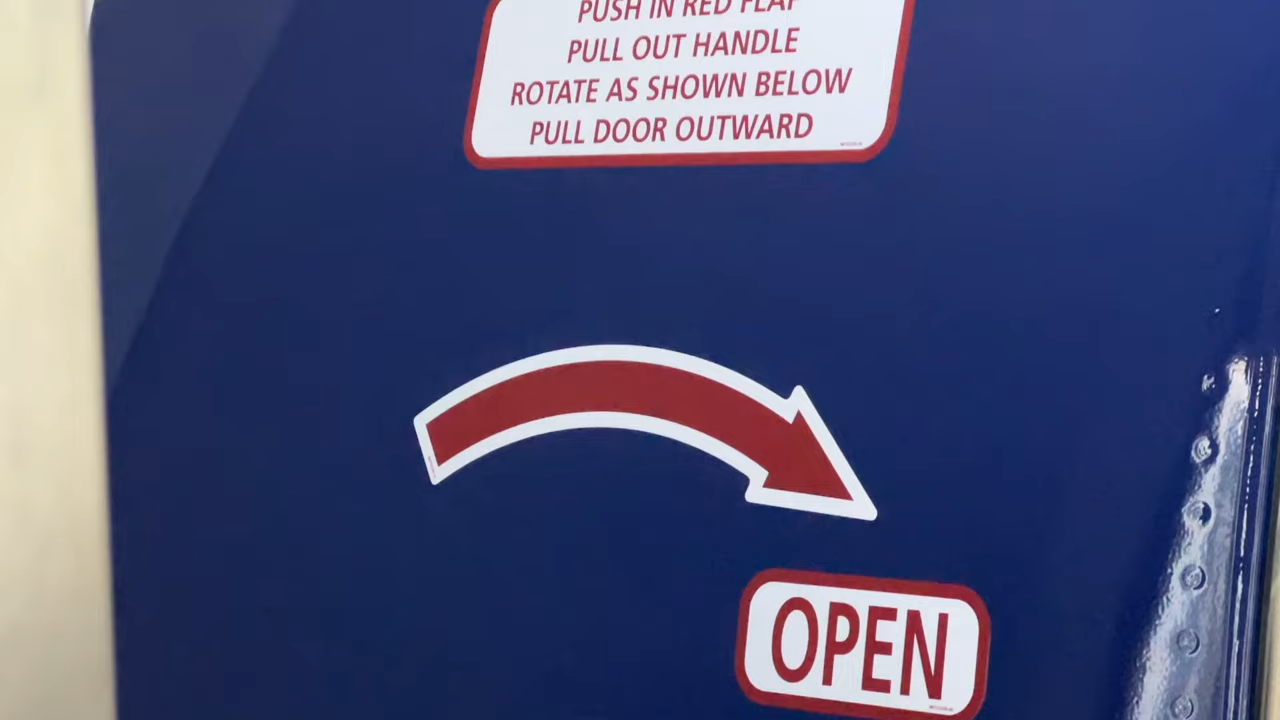 PUSH IN RED FLAP
PULL OUT HANDLE
ROTATE AS SHOWN BELOW
PULL DOOR OUTWARD
OPEN